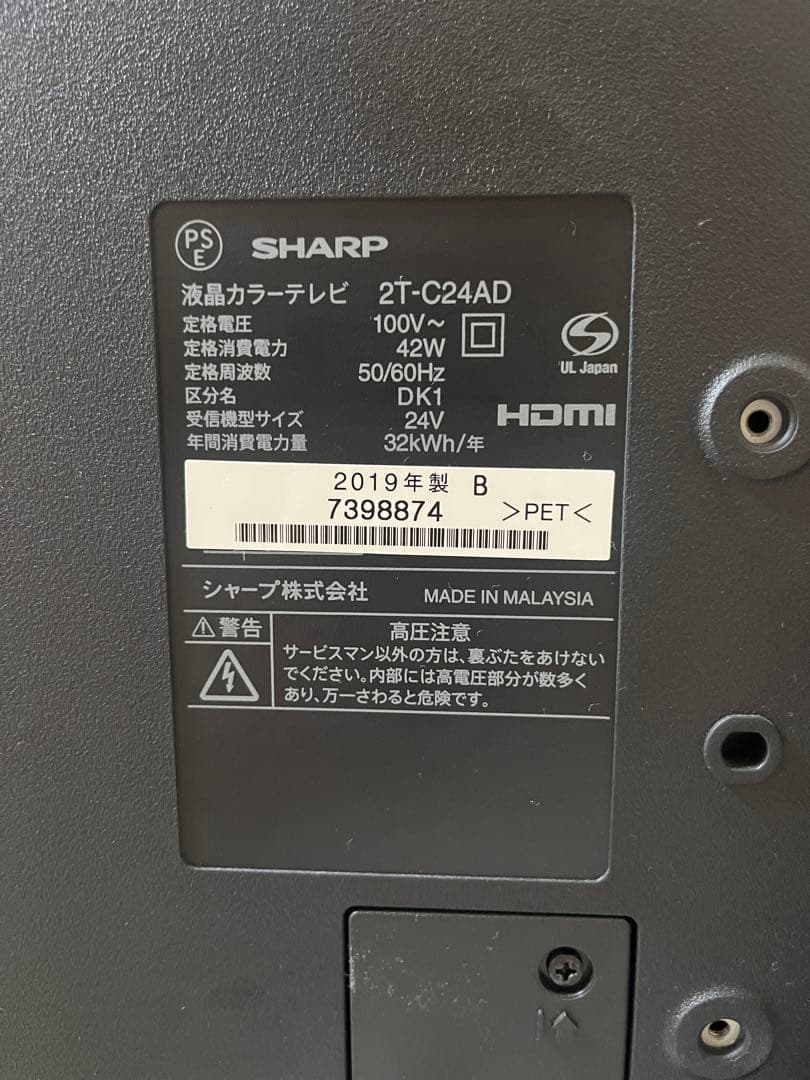 PS
E
SHARP
液晶カラーテレビ 2T-C24AD
定格電圧 100V～
定格消費電力 42W
定格周波数 50/60Hz
区分名 DK1
受信機型サイズ 24V
年間消費電力量 32kWh/年
UL Japan
HDMI
2019年製 B
7398874 ＞PET＜
シャープ株式会社 MADE IN MALAYSIA
⚠警告
高圧注意
サービスマン以外の方は、裏ぶたをあけない
でください。内部には高電圧部分が数多く
あり、万一さわると危険です。